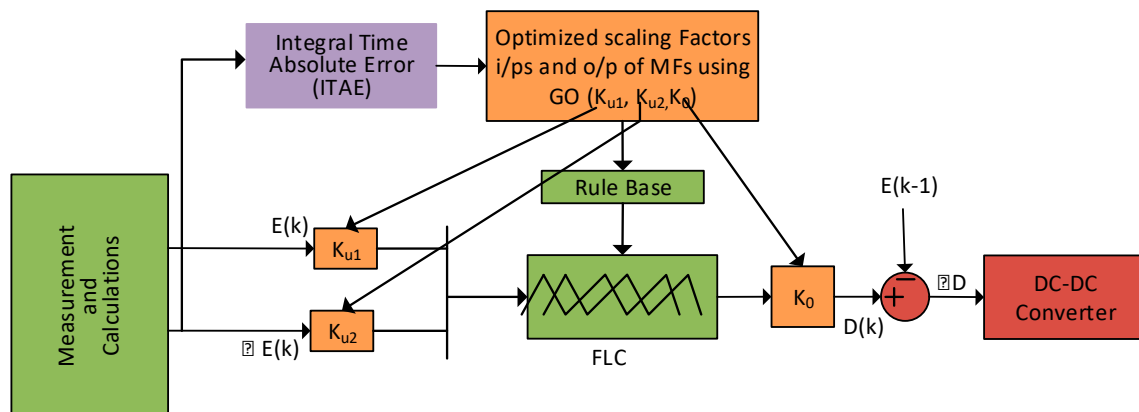 Integral Time
Absolute Error
(ITAE)
Optimized scaling Factors
i/ps and o/p of MFs using
GO (Ku1, Ku2,K0)
Rule Base
E(k-1)
Measurement
and
Calculations
E(k)
Ku1
Ku2
E(k)
FLC
K0
D(k)
+
−
D
DC-DC
Converter